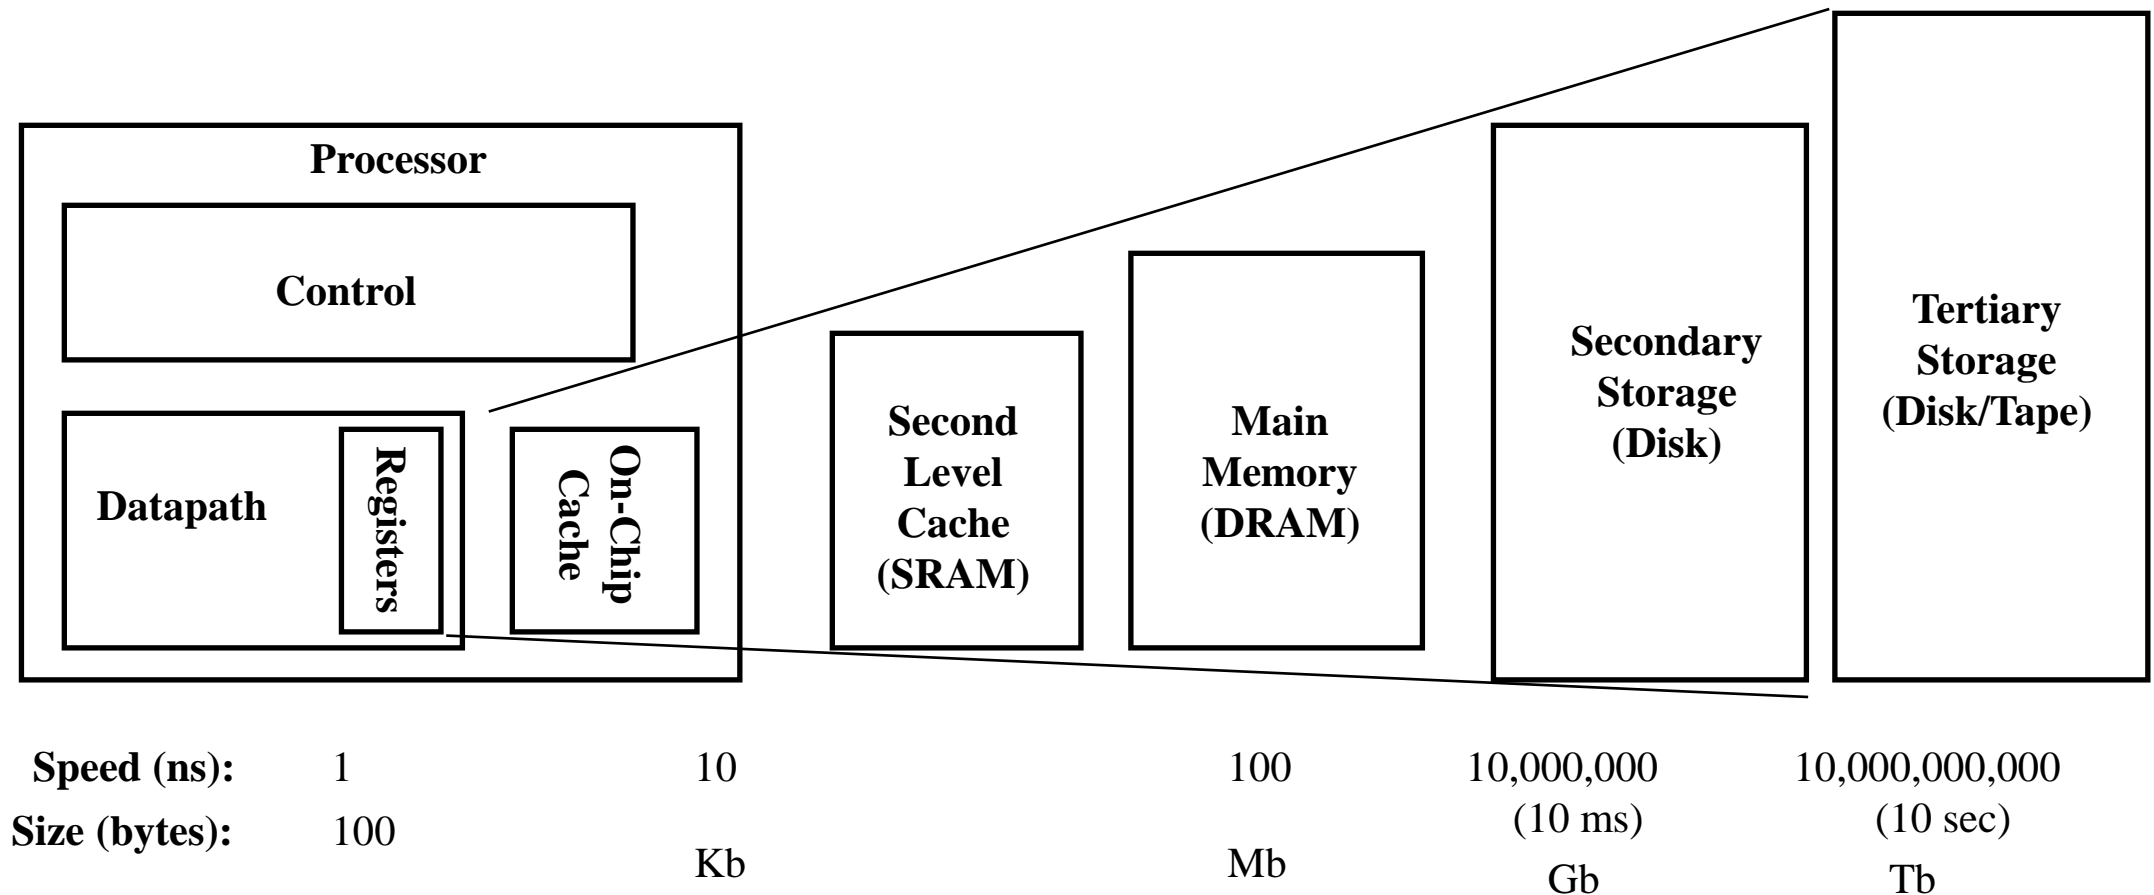 Processor
Control
Datapath
Registers
On-Chip
Cache
Second
Level
Cache
(SRAM)
Main
Memory
(DRAM)
Secondary
Storage
(Disk)
Tertiary
Storage
(Disk/Tape)
Speed (ns): 1 10 100 10,000,000 10,000,000,000
(10 ms) (10 sec)
Size (bytes): 100
Kb Mb Gb Tb